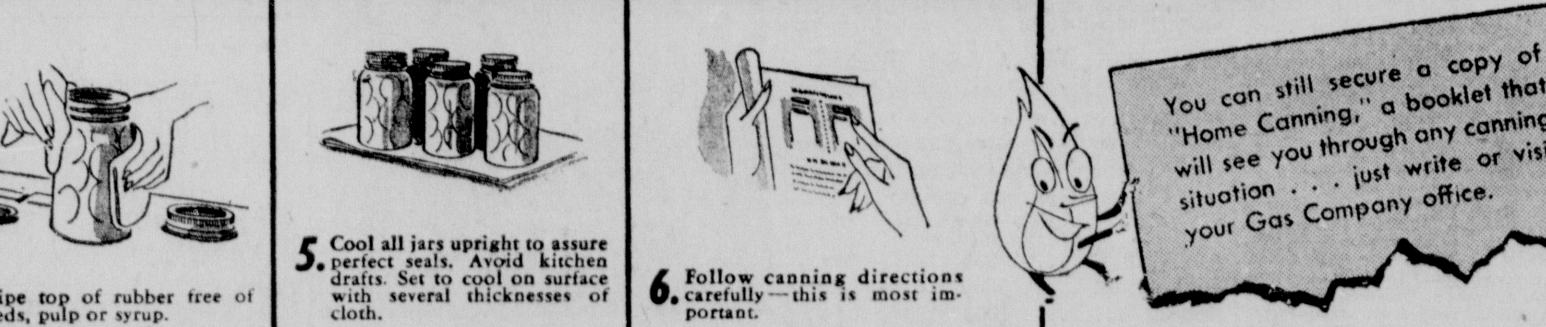 ipe top of rubber free of
eds, pulp or syrup.
5. Cool all jars upright to assure
perfect seals. Avoid kitchen
drafts. Set to cool on surface
with several thicknesses of
cloth.
6. Follow canning directions
carefully—this is most im-
portant.
You can still secure a copy of
"Home Canning," a booklet that
will see you through any canning
situation . . . just write or visi
your Gas Company office.